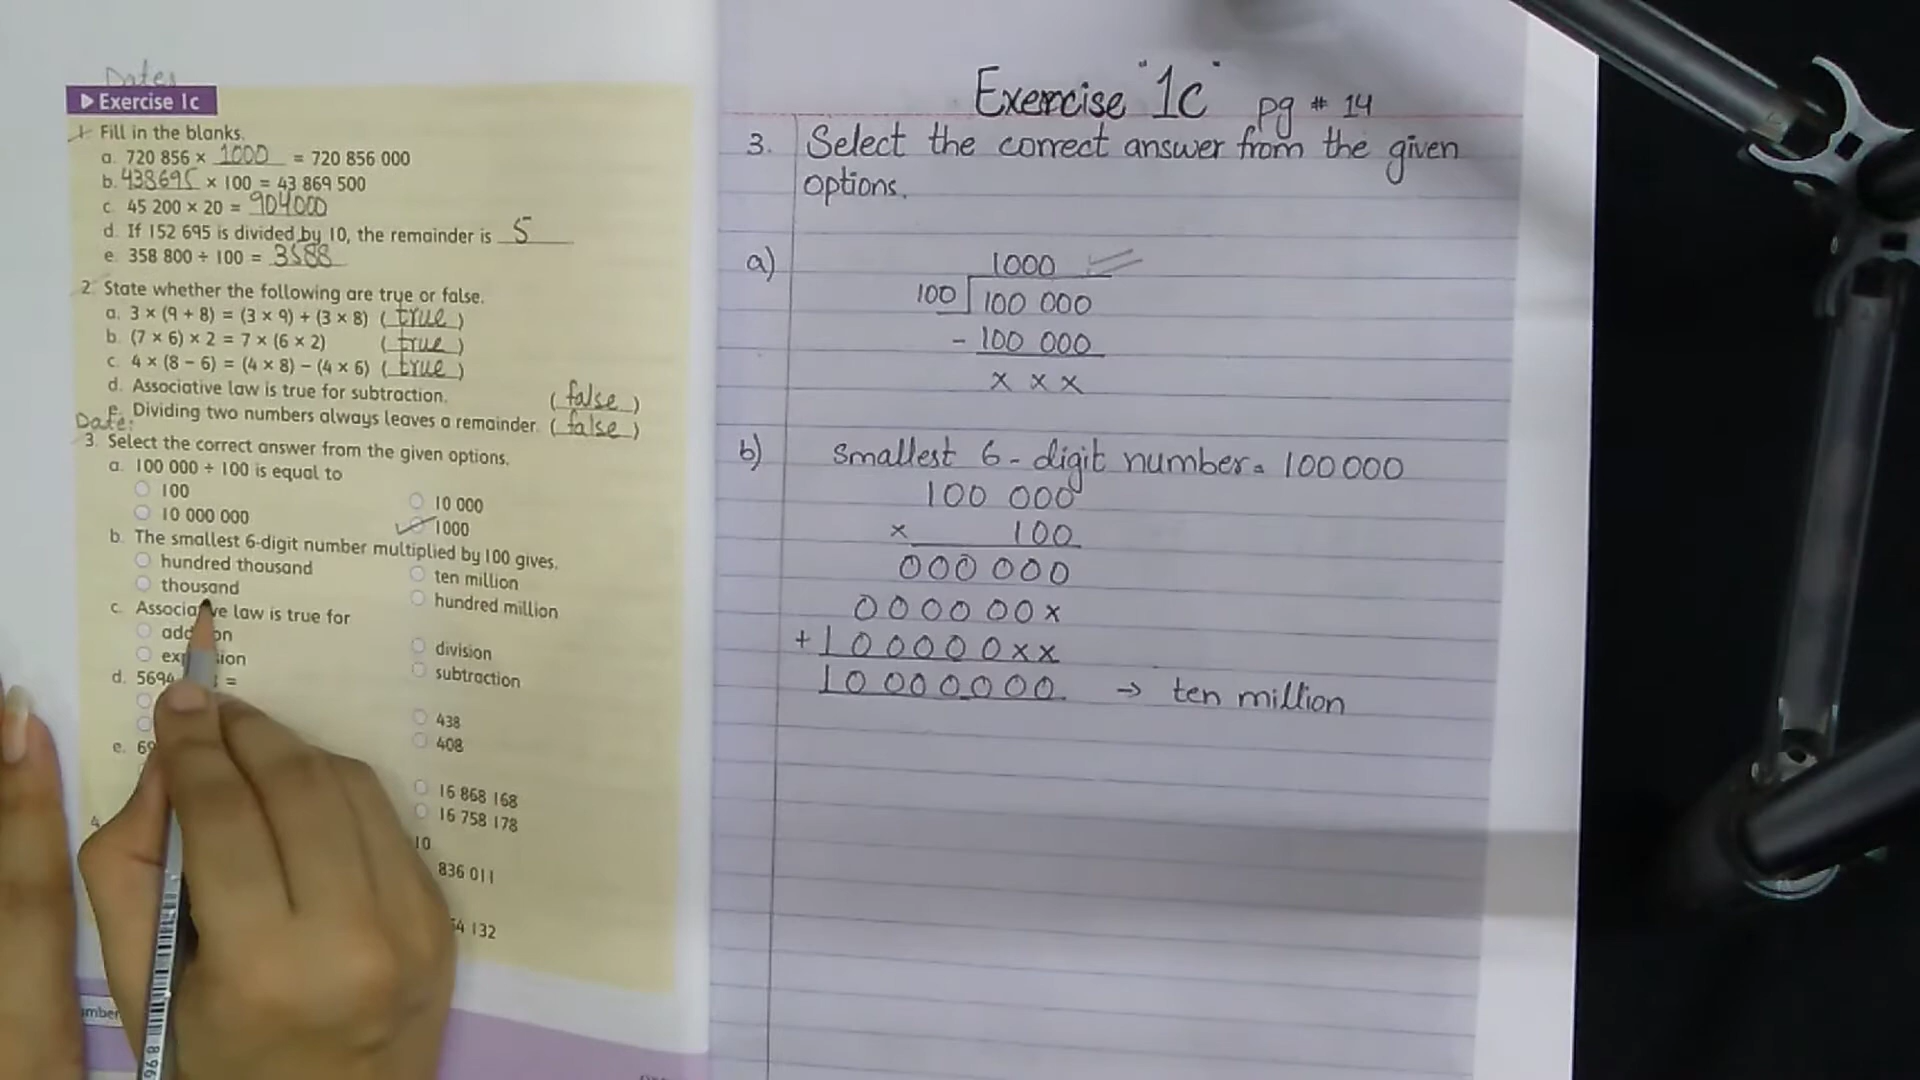 Date:
Exercise 1c
1. Fill in the blanks.
a. 720 856 × 1000 = 720 856 000
b. 438695 × 100 = 43 869 500
c. 45 200 × 20 = 904000
d. If 152 695 is divided by 10, the remainder is 5
e. 358 800 ÷ 100 = 3588
2. State whether the following are true or false.
a. 3 × (9 + 8) = (3 × 9) + (3 × 8) ( true )
b. (7 × 6) × 2 = 7 × (6 × 2) ( true )
c. 4 × (8 − 6) = (4 × 8) − (4 × 6) ( true )
d. Associative law is true for subtraction. ( false )
e. Dividing two numbers always leaves a remainder. ( false )
Date:
3. Select the correct answer from the given options.
a. 100 000 ÷ 100 is equal to
100
10 000
10 000 000
1000
b. The smallest 6-digit number multiplied by 100 gives.
hundred thousand
ten million
thousand
hundred million
c. Associative law is true for
division
subtraction
d. 5694
=
438
408
e. 69
16 868 168
16 758 178
4
10
836 011
54 132
Exercise "1c" pg # 14
3. Select the correct answer from the given
options.
a) 1000
100 100 000
- 100 000
x x x
b) smallest 6-digit number = 100 000
100 000
x 100
000 000
000000x
+100000xx
10 000 000 → ten million